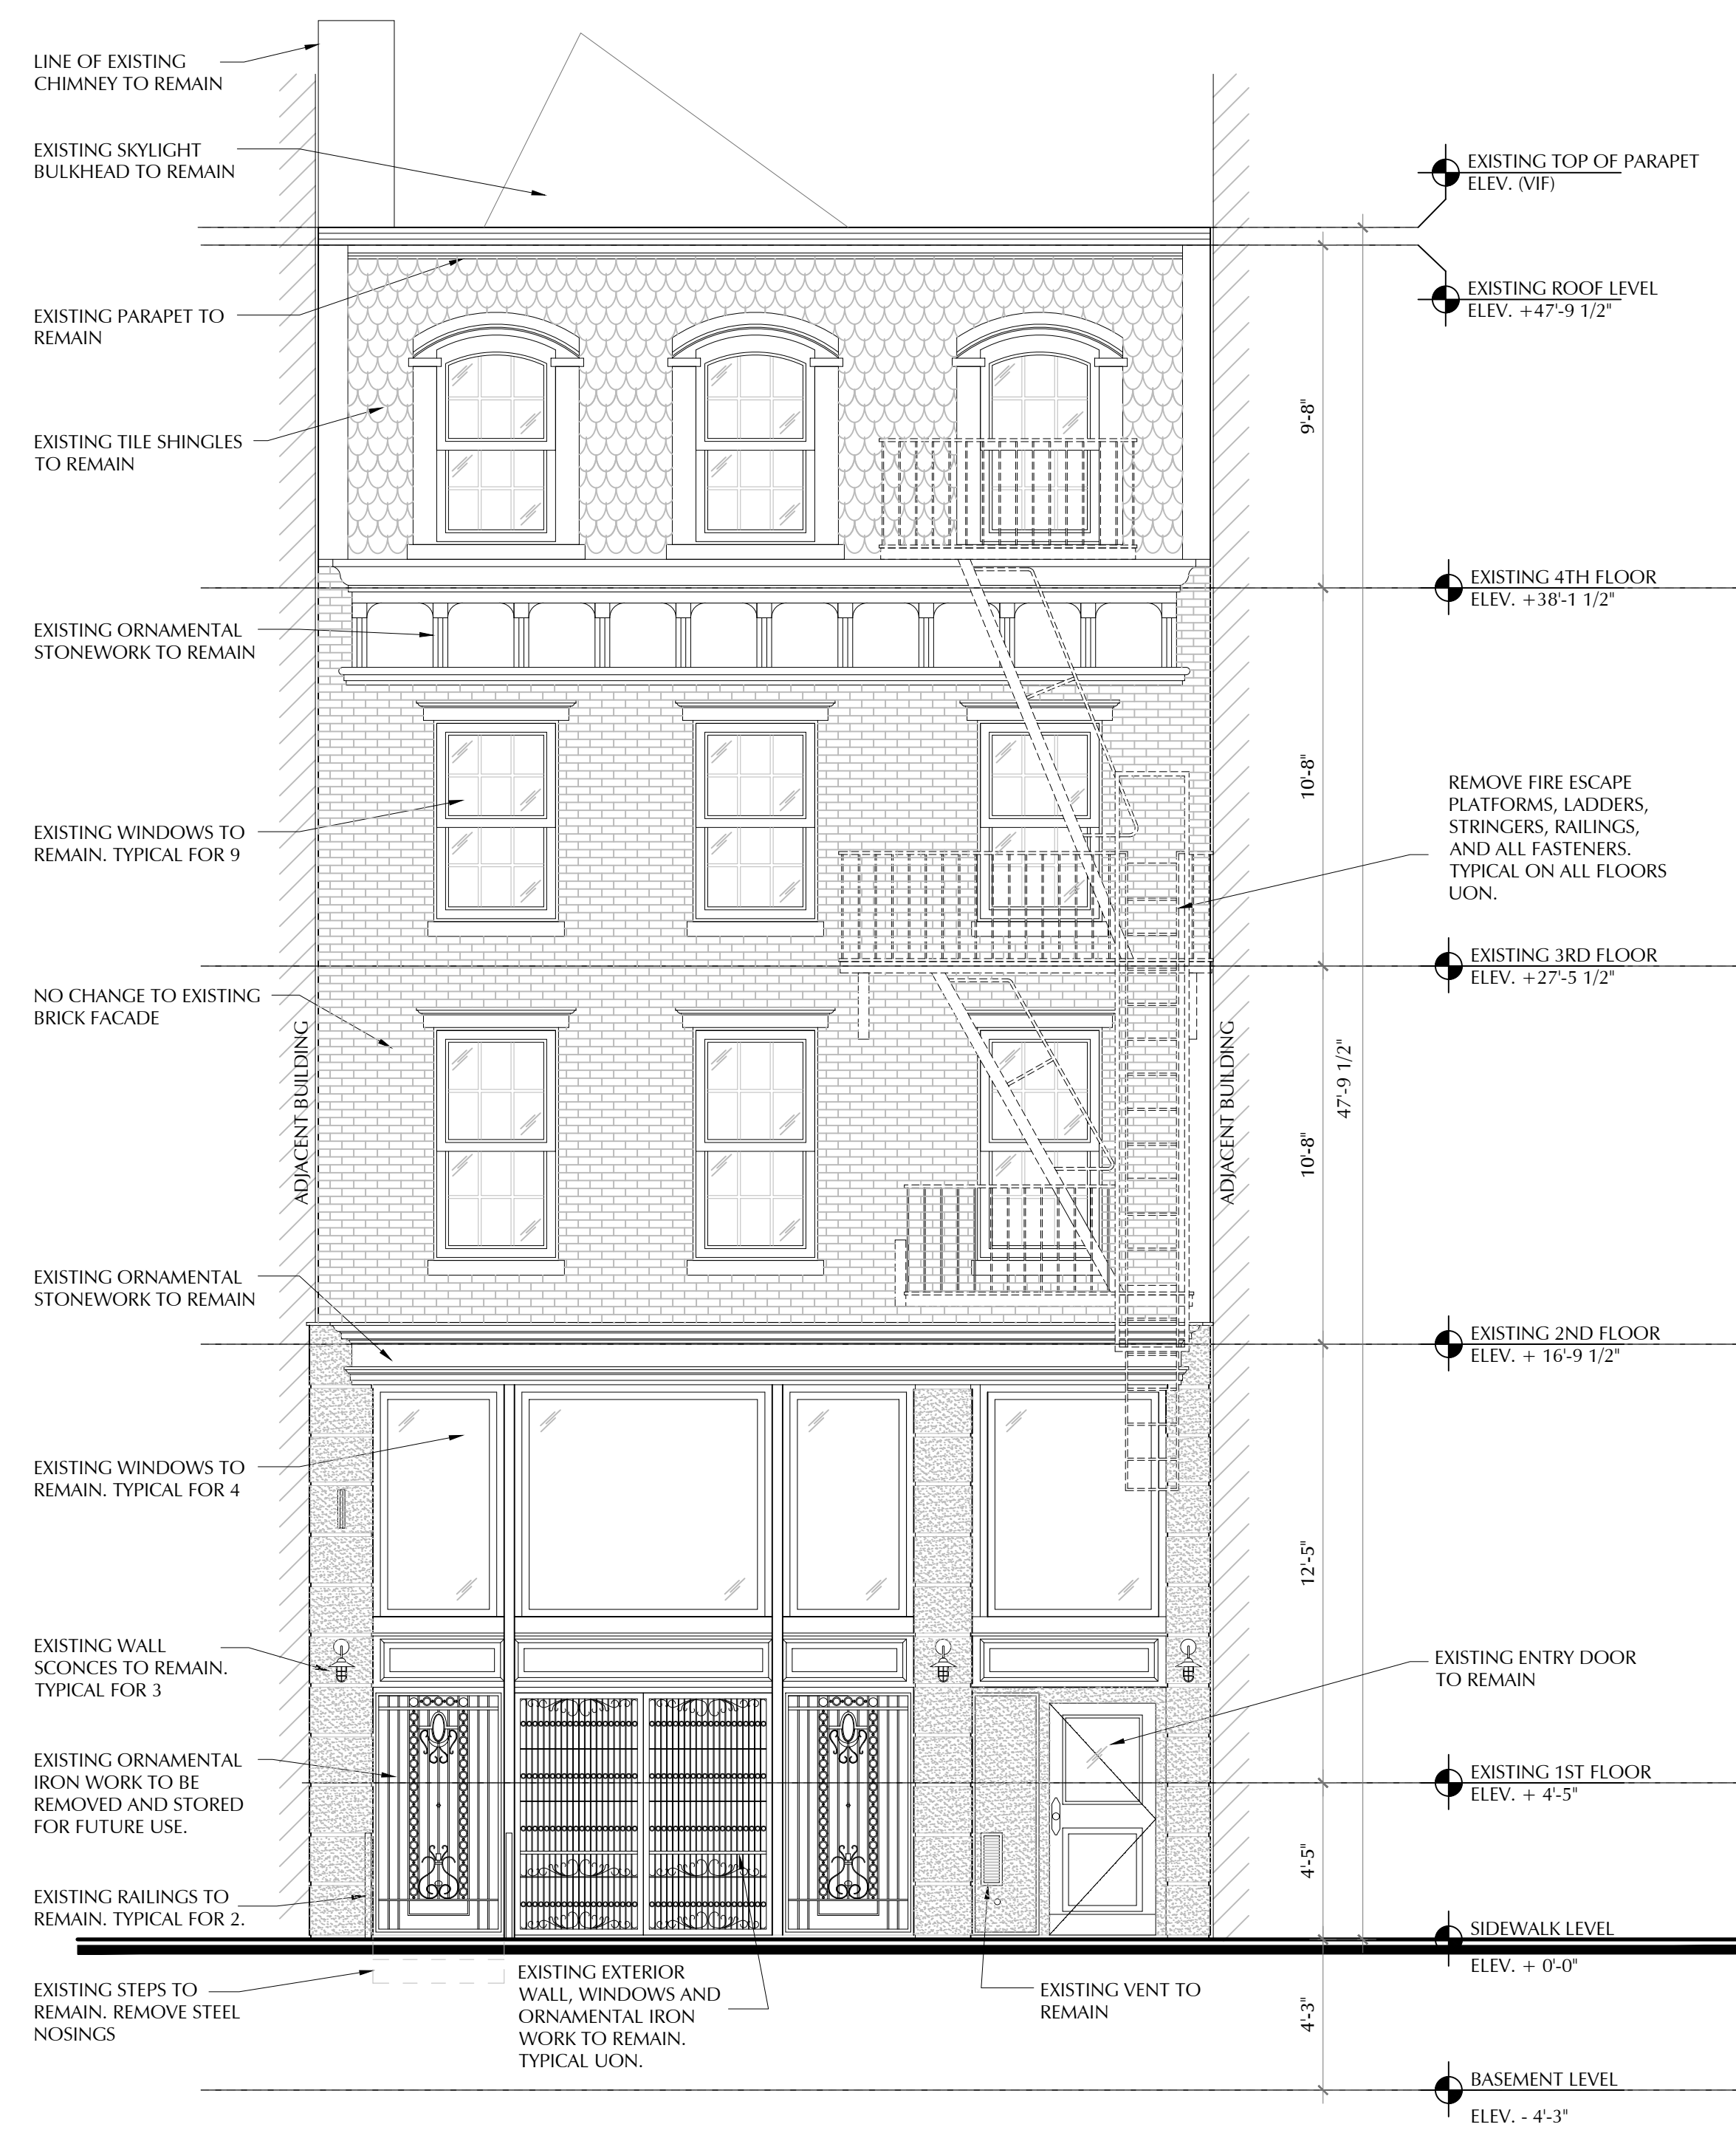 LINE OF EXISTING
CHIMNEY TO REMAIN
EXISTING SKYLIGHT
BULKHEAD TO REMAIN
EXISTING PARAPET TO
REMAIN
EXISTING TILE SHINGLES
TO REMAIN
EXISTING ORNAMENTAL
STONEWORK TO REMAIN
EXISTING WINDOWS TO
REMAIN. TYPICAL FOR 9
NO CHANGE TO EXISTING
BRICK FACADE
ADJACENT BUILDING
EXISTING ORNAMENTAL
STONEWORK TO REMAIN
EXISTING WINDOWS TO
REMAIN. TYPICAL FOR 4
EXISTING WALL
SCONCES TO REMAIN.
TYPICAL FOR 3
EXISTING ORNAMENTAL
IRON WORK TO BE
REMOVED AND STORED
FOR FUTURE USE.
EXISTING RAILINGS TO
REMAIN. TYPICAL FOR 2.
EXISTING STEPS TO
REMAIN. REMOVE STEEL
NOSINGS
EXISTING EXTERIOR
WALL, WINDOWS AND
ORNAMENTAL IRON
WORK TO REMAIN.
TYPICAL UON.
EXISTING VENT TO
REMAIN
ADJACENT BUILDING
9'-8"
10'-8"
10'-8"
12'-5"
4'-5"
4'-3"
47'-9 1/2"
EXISTING TOP OF PARAPET
ELEV. (VIF)
EXISTING ROOF LEVEL
ELEV. +47'-9 1/2"
EXISTING 4TH FLOOR
ELEV. +38'-1 1/2"
REMOVE FIRE ESCAPE
PLATFORMS, LADDERS,
STRINGERS, RAILINGS,
AND ALL FASTENERS.
TYPICAL ON ALL FLOORS
UON.
EXISTING 3RD FLOOR
ELEV. +27'-5 1/2"
EXISTING 2ND FLOOR
ELEV. + 16'-9 1/2"
EXISTING ENTRY DOOR
TO REMAIN
EXISTING 1ST FLOOR
ELEV. + 4'-5"
SIDEWALK LEVEL
ELEV. + 0'-0"
BASEMENT LEVEL
ELEV. - 4'-3"